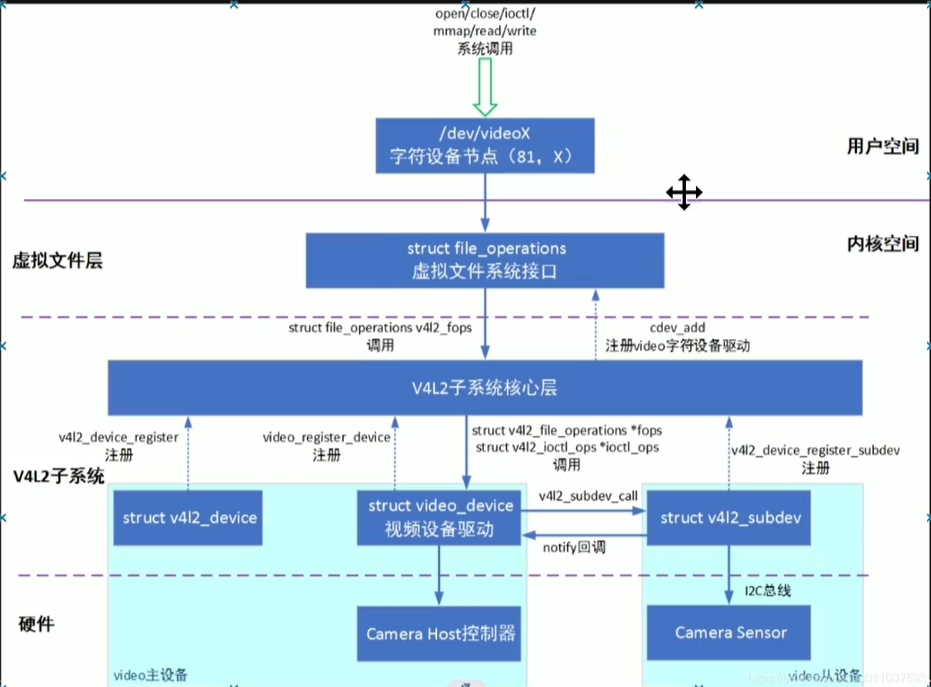 open/close/ioctl/
mmap/read/write
系统调用
/dev/videoX
字符设备节点（81，X）
用户空间
内核空间
虚拟文件层
struct file_operations
虚拟文件系统接口
struct file_operations v4l2_fops
调用
cdev_add
注册video字符设备驱动
V4L2子系统核心层
v4l2_device_register
注册
video_register_device
注册
struct v4l2_file_operations *fops
struct v4l2_ioctl_ops *ioctl_ops
调用
v4l2_device_register_subdev
注册
V4L2子系统
struct v4l2_device
struct video_device
视频设备驱动
v4l2_subdev_call
notify回调
struct v4l2_subdev
I2C总线
硬件
Camera Host控制器
Camera Sensor
video主设备
video从设备